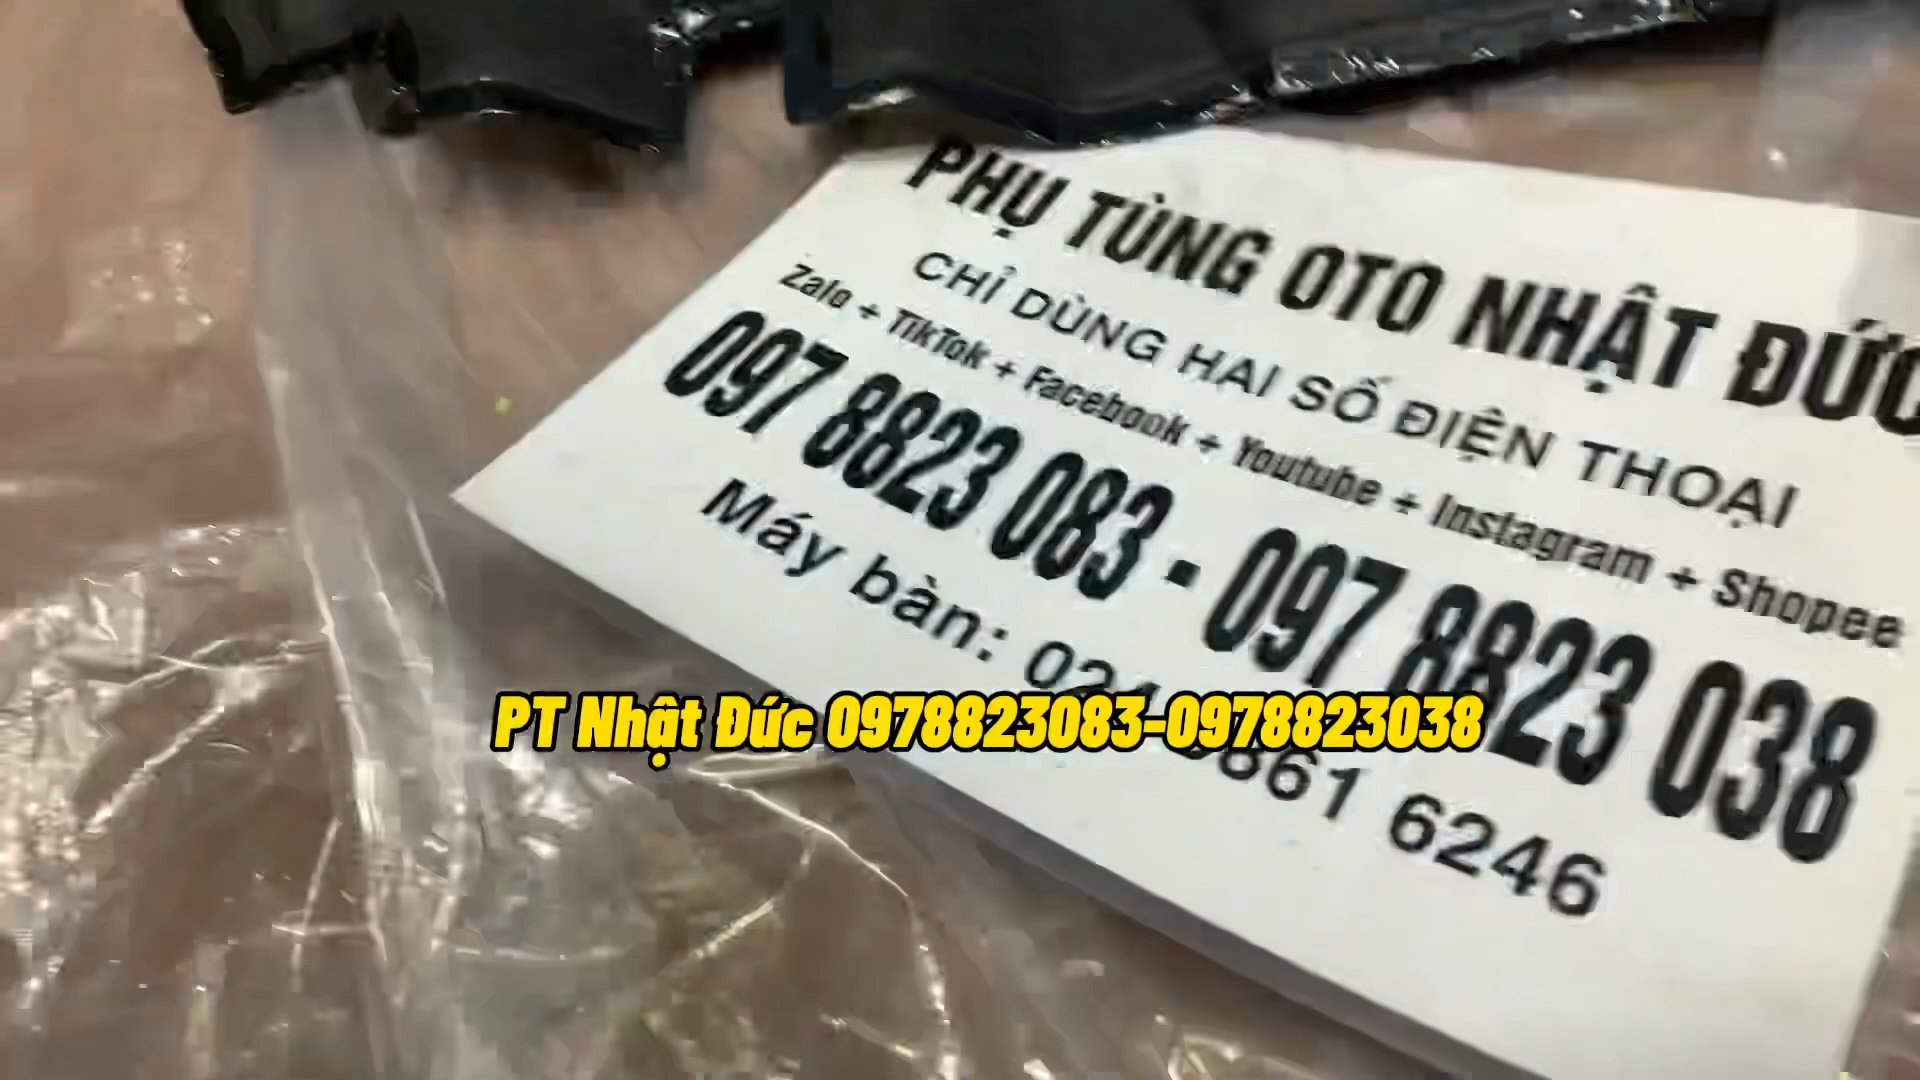 PHỤ TÙNG OTO NHẬT ĐỨC
CHỈ DÙNG HAI SỐ ĐIỆN THOẠI
Zalo + TikTok + Facebook + Youtube + Instagram + Shopee
097 8823 083 - 097 8823 038
Máy bàn: 6246
PT Nhật Đức 0978823083-0978823038